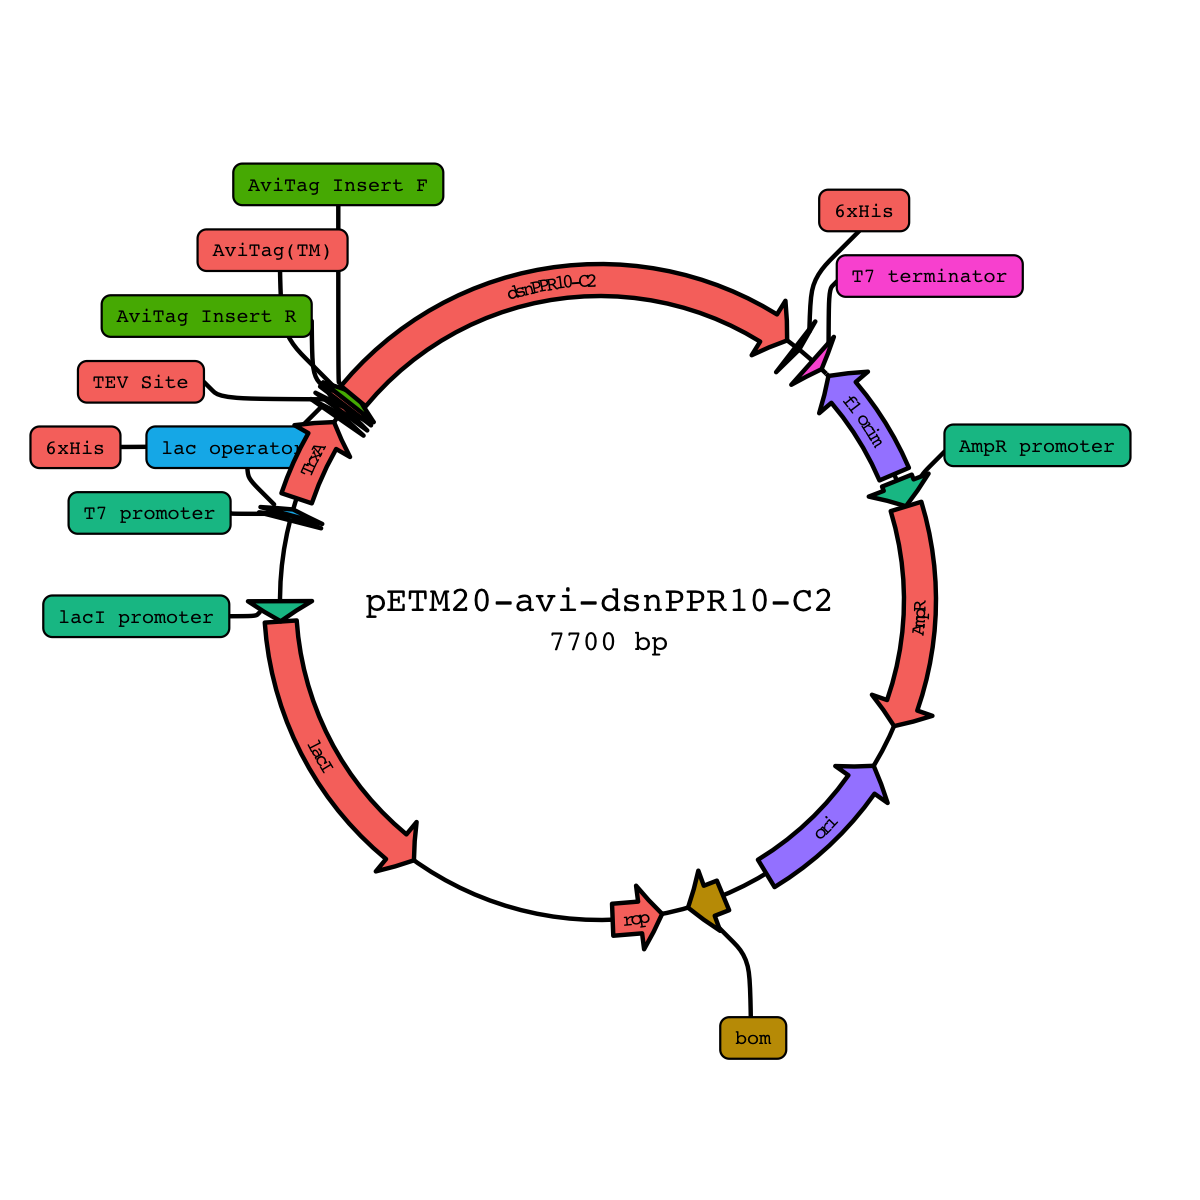 AviTag Insert F
6xHis
AviTag(TM)
T7 terminator
dsnPPR10-C2
AviTag Insert R
TEV Site
f1 orim
6xHis
lac operator
TrxA
AmpR promoter
T7 promoter
pETM20-avi-dsnPPR10-C2
7700 bp
lacI promoter
AmpR
lacI
ori
rop
bom